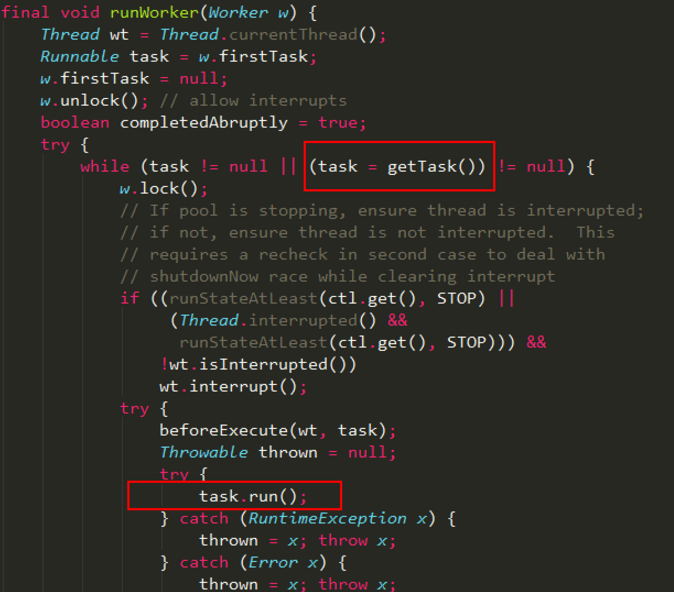 final void runWorker(Worker w) {
Thread wt = Thread.currentThread();
Runnable task = w.firstTask;
w.firstTask = null;
w.unlock(); // allow interrupts
boolean completedAbruptly = true;
try {
while (task != null || (task = getTask()) != null) {
w.lock();
// If pool is stopping, ensure thread is interrupted;
// if not, ensure thread is not interrupted.  This
// requires a recheck in second case to deal with
// shutdownNow race while clearing interrupt
if ((runStateAtLeast(ctl.get(), STOP) ||
(Thread.interrupted() &&
runStateAtLeast(ctl.get(), STOP))) &&
!wt.isInterrupted())
wt.interrupt();
try {
beforeExecute(wt, task);
Throwable thrown = null;
try {
task.run();
} catch (RuntimeException x) {
thrown = x; throw x;
} catch (Error x) {
thrown = x; throw x;